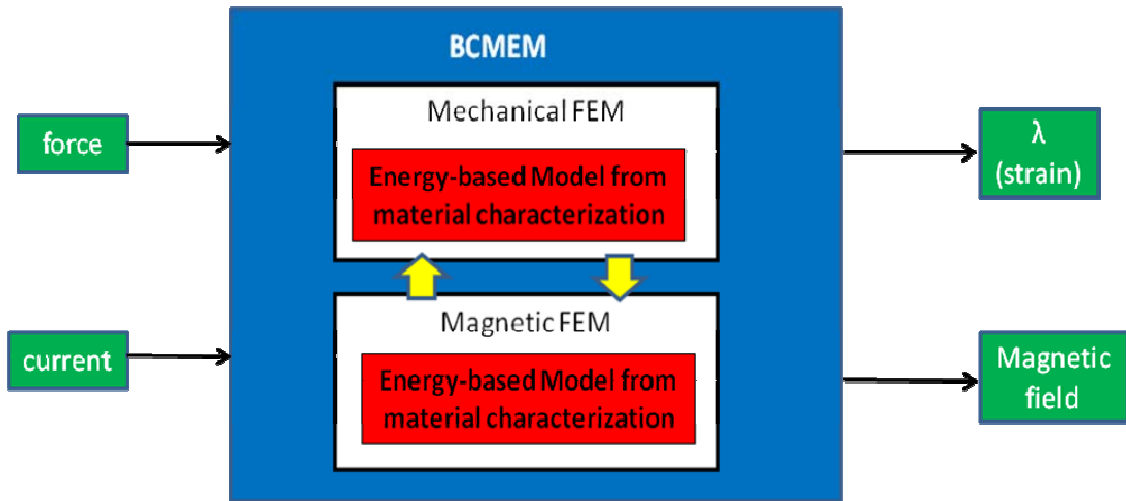 BCMEM
Mechanical FEM
force
λ
(strain)
Energy-based Model from
material characterization
Magnetic FEM
current
Magnetic
field
Energy-based Model from
material characterization